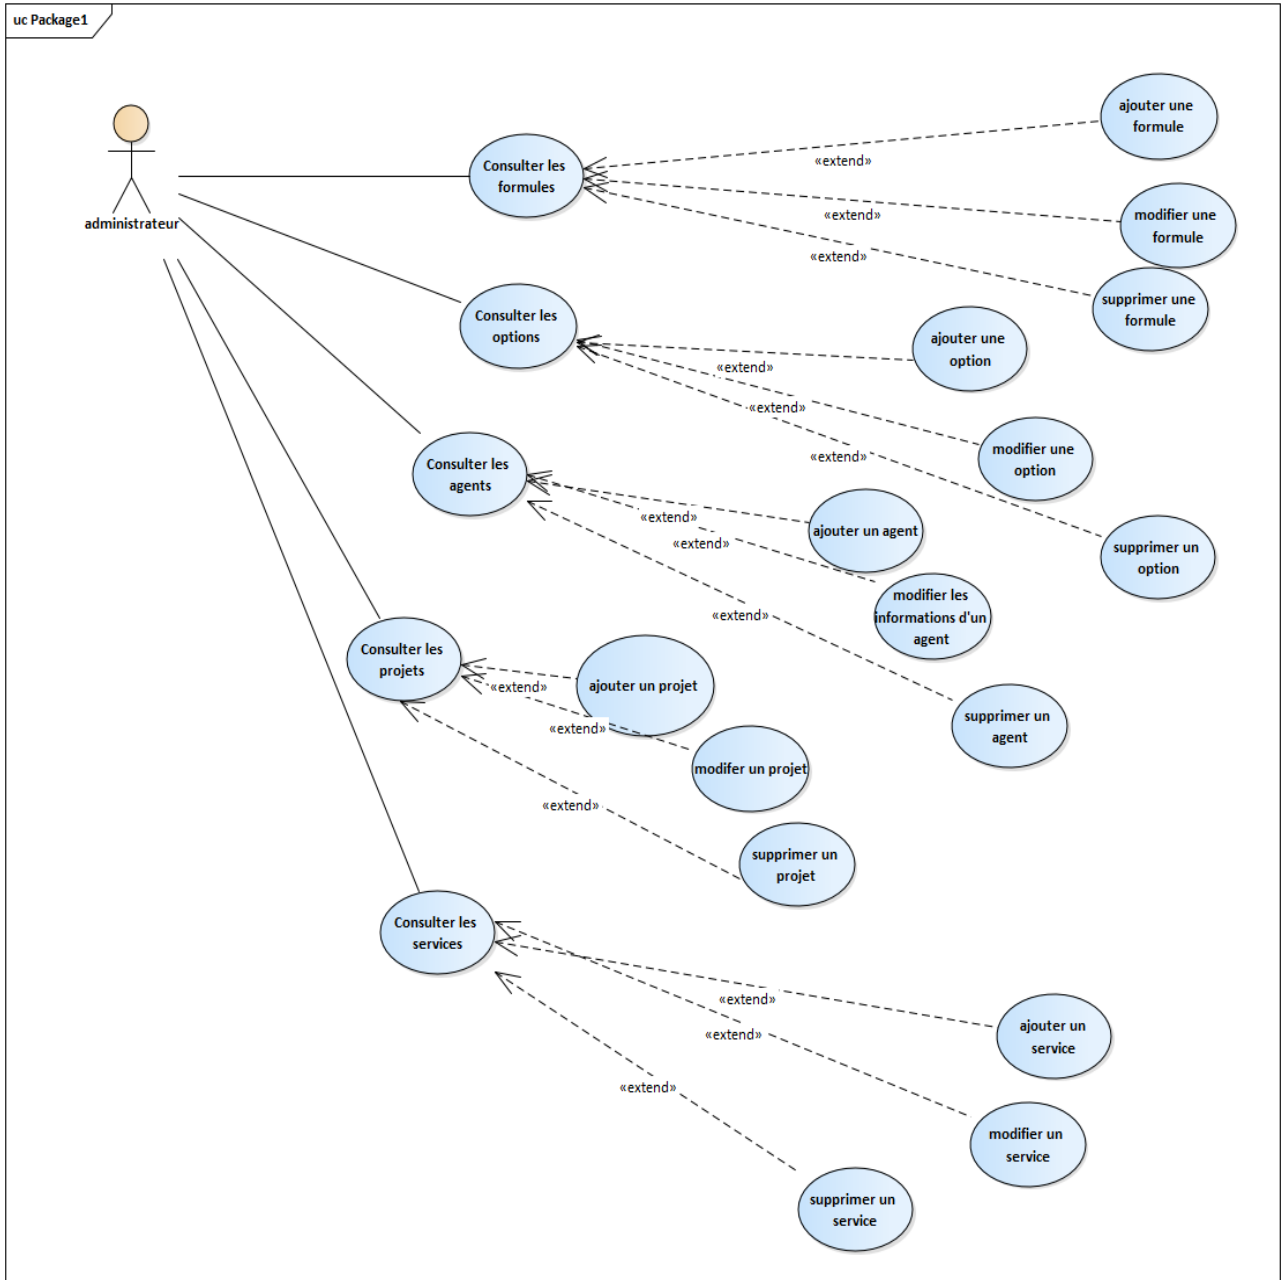 uc Package1
administrateur
Consulter les
formules
«extend»
ajouter une
formule
«extend»
modifier une
formule
«extend»
supprimer une
formule
Consulter les
options
«extend»
ajouter une
option
«extend»
modifier une
option
«extend»
supprimer un
option
Consulter les
agents
«extend»
ajouter un agent
«extend»
modifier les
informations d'un
agent
«extend»
supprimer un
agent
Consulter les
projets
«extend»
ajouter un projet
«extend»
modifer un projet
«extend»
supprimer un
projet
Consulter les
services
«extend»
ajouter un
service
«extend»
modifier un
service
«extend»
supprimer un
service